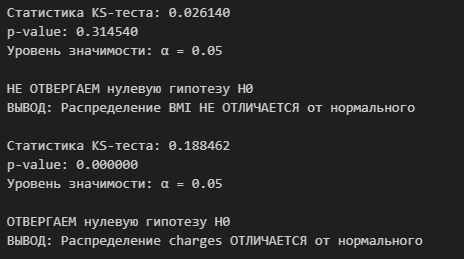 Статистика KS-теста: 0.026140
p-value: 0.314540
Уровень значимости: α = 0.05
НЕ ОТВЕРГАЕМ нулевую гипотезу H0
ВЫВОД: Распределение BMI НЕ ОТЛИЧАЕТСЯ от нормального
Статистика KS-теста: 0.188462
p-value: 0.000000
Уровень значимости: α = 0.05
ОТВЕРГАЕМ нулевую гипотезу H0
ВЫВОД: Распределение charges ОТЛИЧАЕТСЯ от нормального